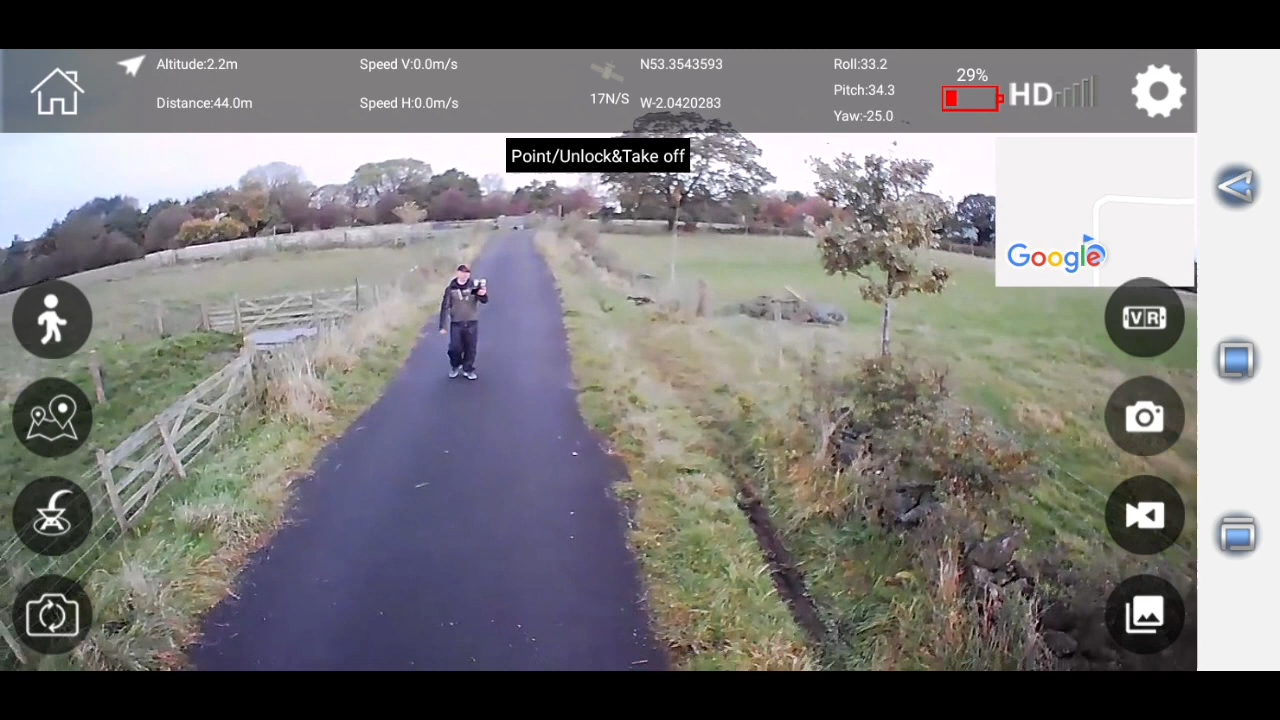 Altitude:2.2m
Speed V:0.0m/s
N53.3543593
Roll:33.2
Distance:44.0m
Speed H:0.0m/s
17N/S
W-2.0420283
Pitch:34.3
Yaw:-25.0
29%
HD
Point/Unlock&Take off
Google
VR